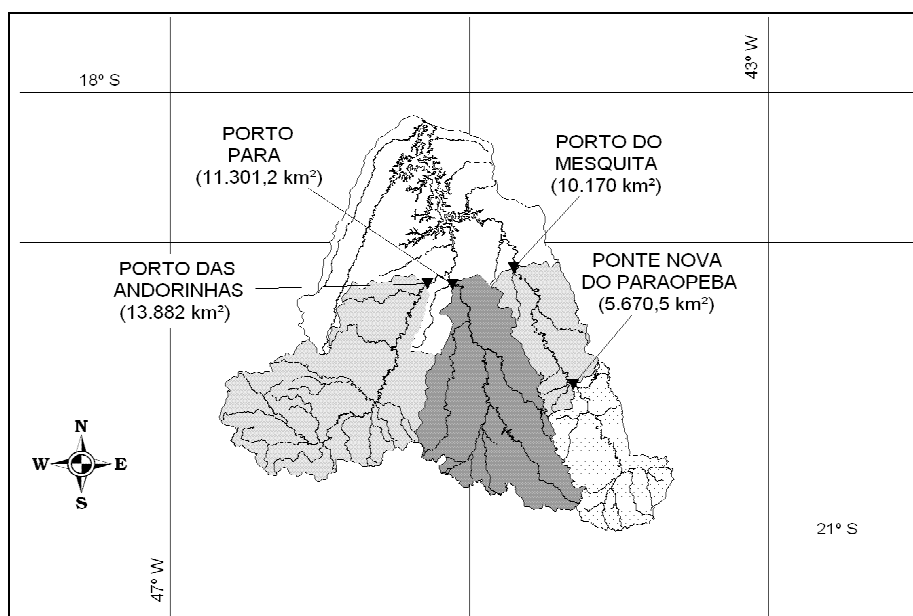 18º S
43º W
PORTO
PARA
(11.301,2 km²)
PORTO DO
MESQUITA
(10.170 km²)
PORTO DAS
ANDORINHAS
(13.882 km²)
PONTE NOVA
DO PARAOPEBA
(5.670,5 km²)
N
W
E
S
21º S
47º W